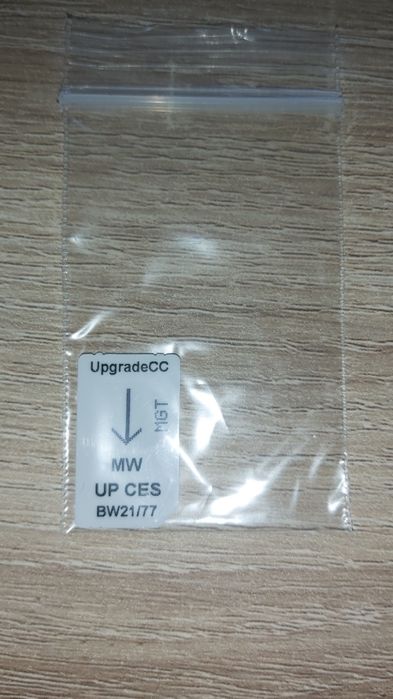 UpgradeCC
MGT
MW
UP CES
BW21/77